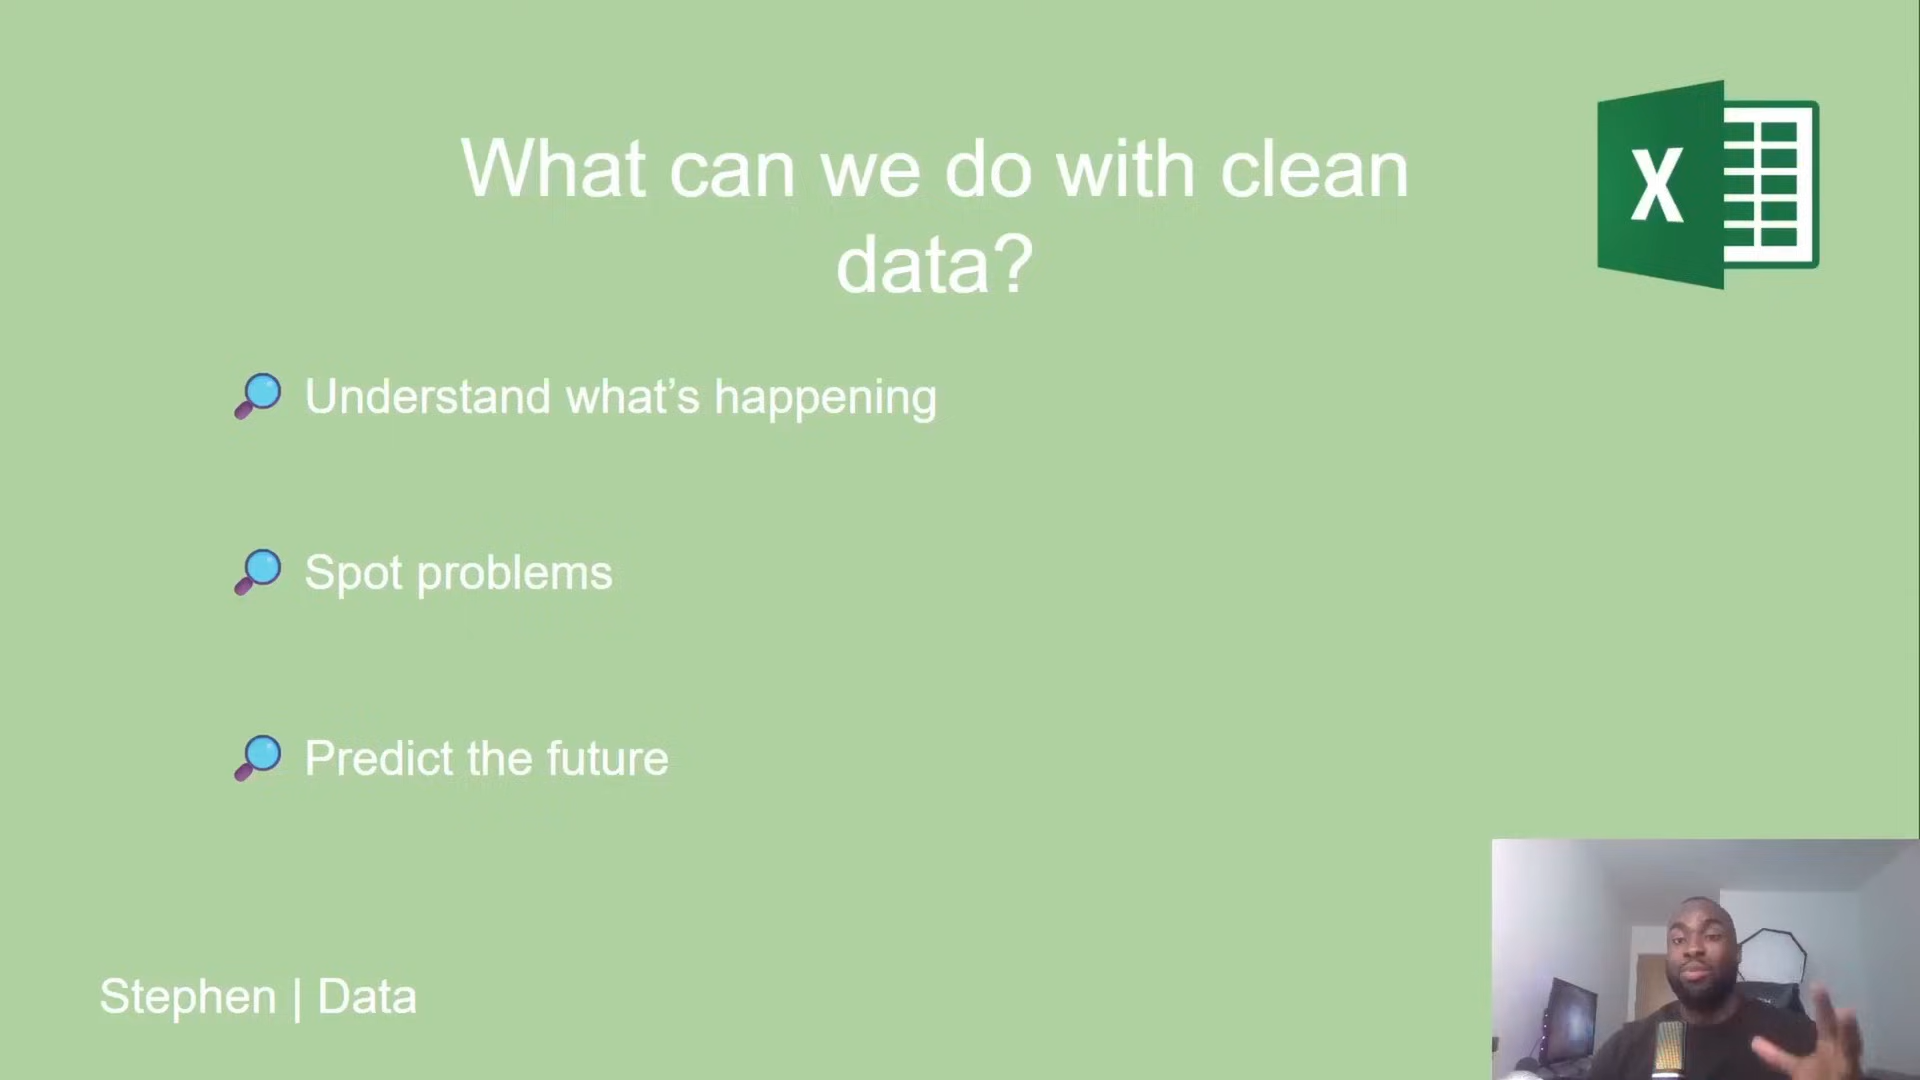 What can we do with clean
data?
X
Understand what’s happening
Spot problems
Predict the future
Stephen | Data